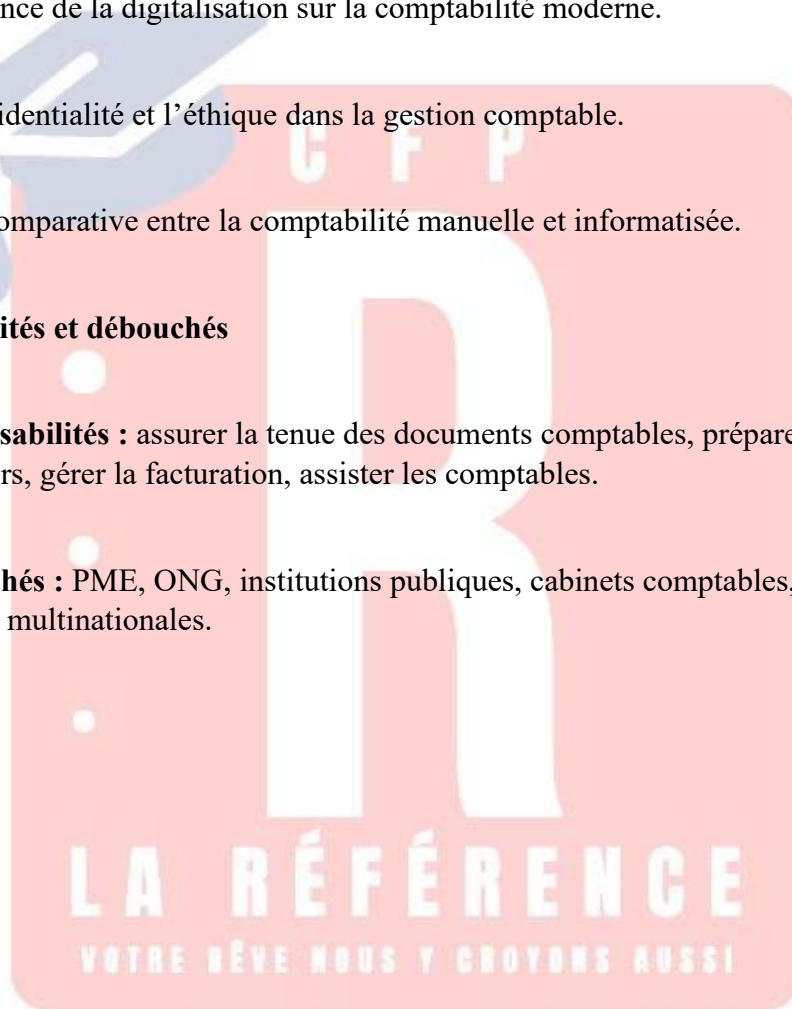 nce de la digitalisation sur la comptabilité moderne.
identialité et l’éthique dans la gestion comptable.
C F P
omparative entre la comptabilité manuelle et informatisée.
ités et débouchés
sabilités : assurer la tenue des documents comptables, prépare
rs, gérer la facturation, assister les comptables.
hés : PME, ONG, institutions publiques, cabinets comptables,
multinationales.
R
LA RÉFÉRENCE
VOTRE RÊVE NOUS Y CROYONS AUSSI